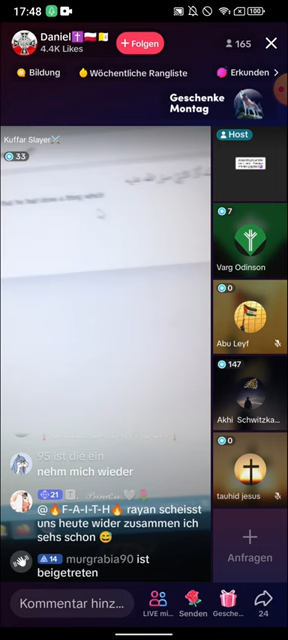 17:48
100
Daniel✝️🇵🇱🇻🇦
4.4K Likes
+ Folgen
165
Bildung
Wöchentliche Rangliste
Erkunden >
Geschenke
Montag
Kuffar Slayer⚔️
33
Host
7
Varg Odinson
0
Abu Leyf
147
Akhi Schwitzka...
0
tauhid jesus
Anfragen
95 ist die ein
nehm mich wieder
21
@🔥F-A-I-T-H🔥 rayan scheisst
uns heute wider zusammen ich
sehs schon 😅
14 murgrabia90 ist
beigetreten
Kommentar hinz...
LIVE mi...
Senden
Gesche...
24